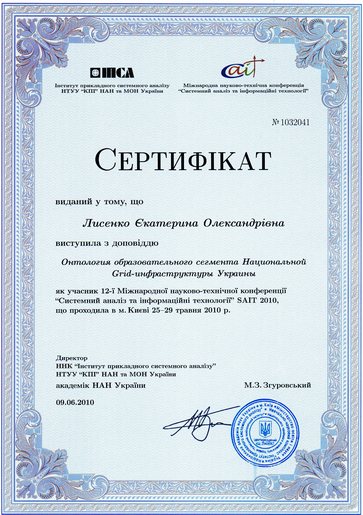 ІПСА
САІТ
Інститут прикладного системного аналізу
НТУУ "КПІ" НАН та МОН України
Міжнародна науково-технічна конференція
"Системний аналіз та інформаційні технології"
№ 1032041
СЕРТИФІКАТ
виданий у тому, що
Лисенко Єкатерина Олександрівна
виступила з доповіддю
Онтология образовательного сегмента Национальной
Grid-инфраструктуры Украины
як учасник 12-ї Міжнародної науково-технічної конференції
"Системний аналіз та інформаційні технології" SAIT 2010,
що проходила в м. Києві 25–29 травня 2010 р.
Директор
ННК "Інститут прикладного системного аналізу"
НТУУ "КПІ" НАН та МОН України
академік НАН України
М.З. Згуровський
09.06.2010